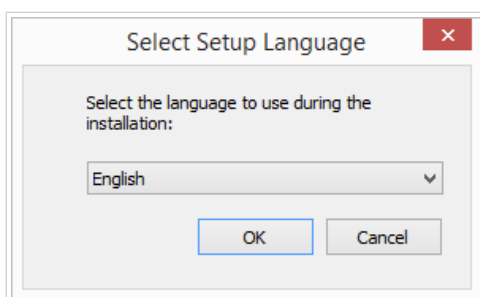 Select Setup Language
Select the language to use during the
installation:
English
OK
Cancel